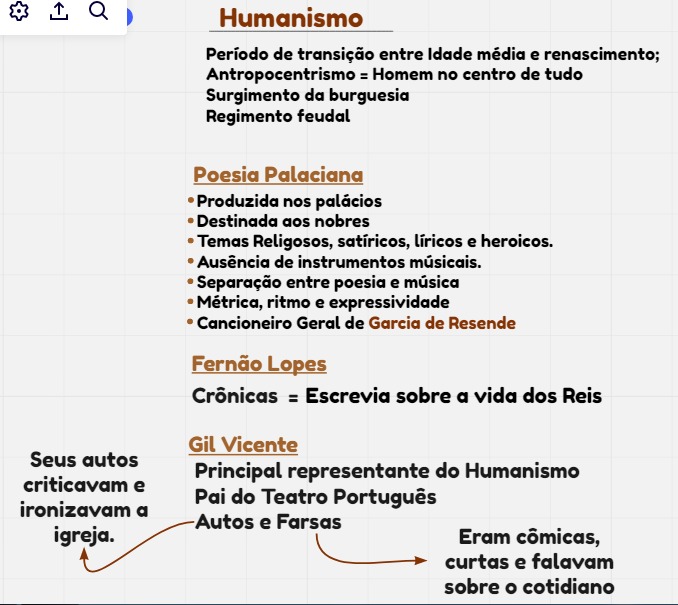 Humanismo
Período de transição entre Idade média e renascimento;
Antropocentrismo = Homem no centro de tudo
Surgimento da burguesia
Regimento feudal
Poesia Palaciana
•Produzida nos palácios
•Destinada aos nobres
•Temas Religosos, satíricos, líricos e heroicos.
•Ausência de instrumentos músicais.
•Separação entre poesia e música
•Métrica, ritmo e expressividade
•Cancioneiro Geral de Garcia de Resende
Fernão Lopes
Crônicas = Escrevia sobre a vida dos Reis
Gil Vicente
Principal representante do Humanismo
Pai do Teatro Português
Autos e Farsas
Seus autos
criticavam e
ironizavam a
igreja.
Eram cômicas,
curtas e falavam
sobre o cotidiano